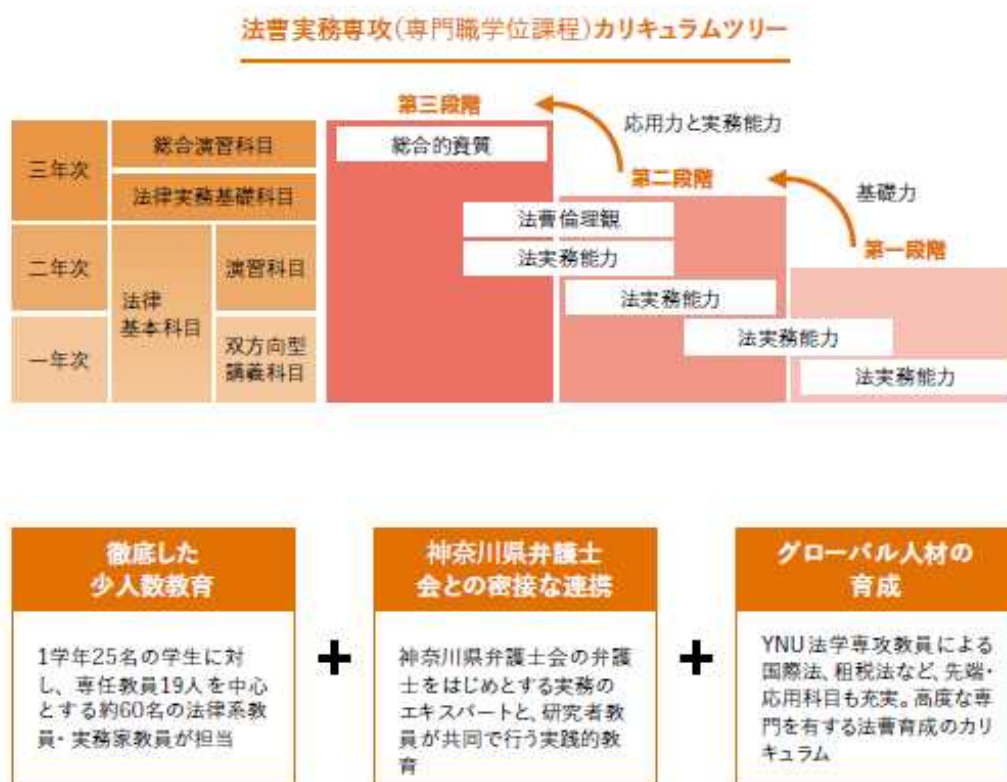 法曹実務専攻(専門職学位課程)カリキュラムツリー
第三段階
応用力と実務能力
三年次
総合演習科目
総合的資質
第二段階
法律実務基礎科目
基礎力
法曹倫理観
第一段階
二年次
演習科目
法実務能力
法律
基本科目
法実務能力
一年次
双方向型
講義科目
法実務能力
法実務能力
徹底した
少人数教育
1学年25名の学生に対
し、専任教員19人を中心
とする約60名の法律系教
員・実務家教員が担当
+
神奈川県弁護士
会との密接な連携
神奈川県弁護士会の弁護
士をはじめとする実務の
エキスパートと、研究者教
員が共同で行う実践的教
育
+
グローバル人材の
育成
YNU法学専攻教員による
国際法、租税法など、先端・
応用科目も充実。高度な専
門を有する法曹育成のカリ
キュラム